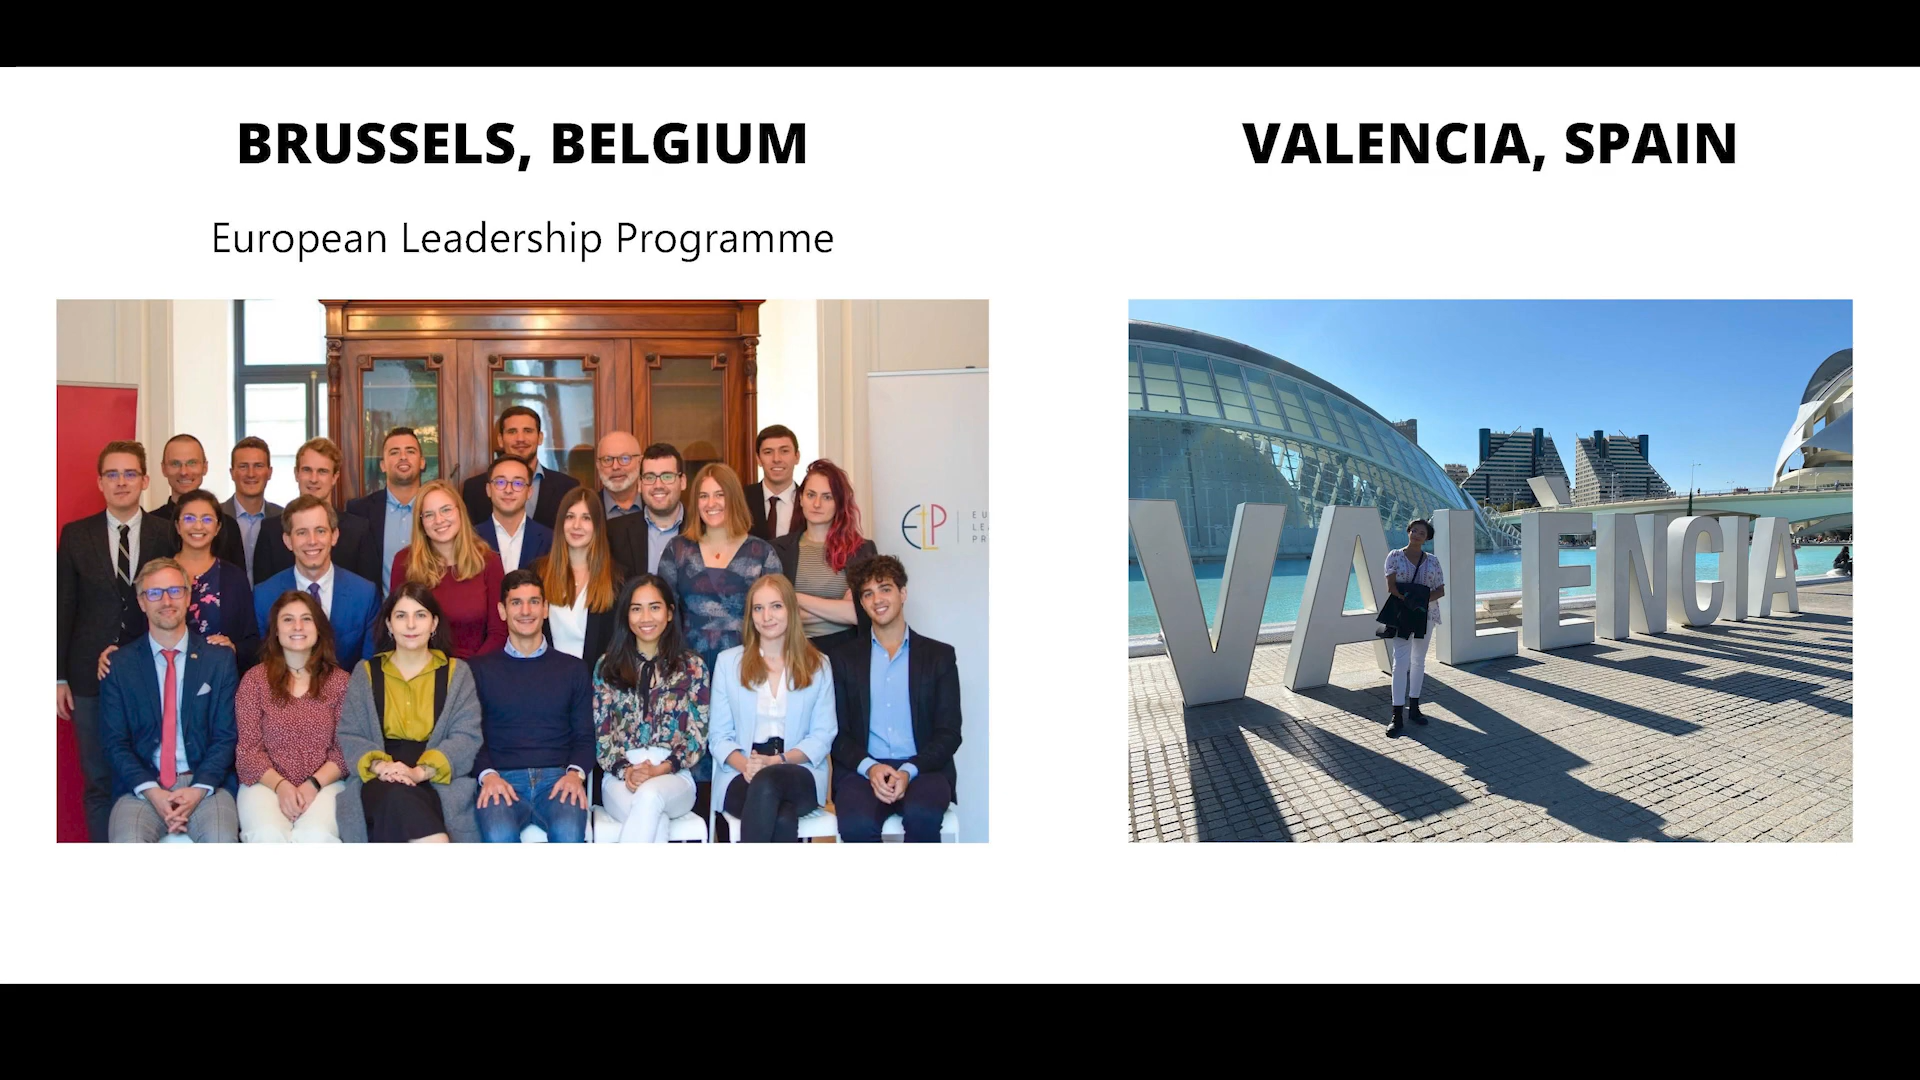 BRUSSELS, BELGIUM
European Leadership Programme
VALENCIA, SPAIN
ELP
VALÈNCIA